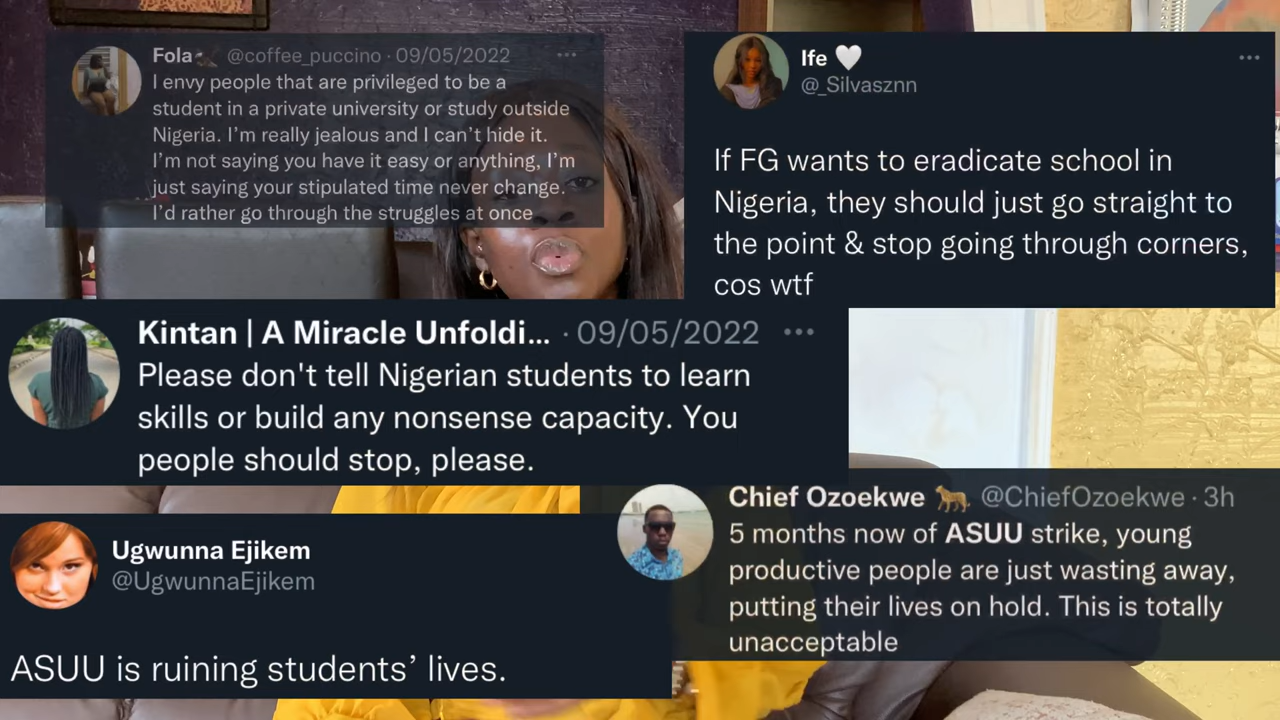 Fola @coffee_puccino · 09/05/2022 ···
I envy people that are privileged to be a
student in a private university or study outside
Nigeria. I'm really jealous and I can't hide it.
I'm not saying you have it easy or anything, I'm
just saying your stipulated time never change.
I'd rather go through the struggles at once
Ife 🤍 ···
@_Silvasznn
If FG wants to eradicate school in
Nigeria, they should just go straight to
the point & stop going through corners,
cos wtf
Kintan | A Miracle Unfoldi... · 09/05/2022 ···
Please don't tell Nigerian students to learn
skills or build any nonsense capacity. You
people should stop, please.
Chief Ozoekwe 🐆 @ChiefOzoekwe · 3h
5 months now of ASUU strike, young
productive people are just wasting away,
putting their lives on hold. This is totally
unacceptable
Ugwunna Ejikem
@UgwunnaEjikem
ASUU is ruining students' lives.